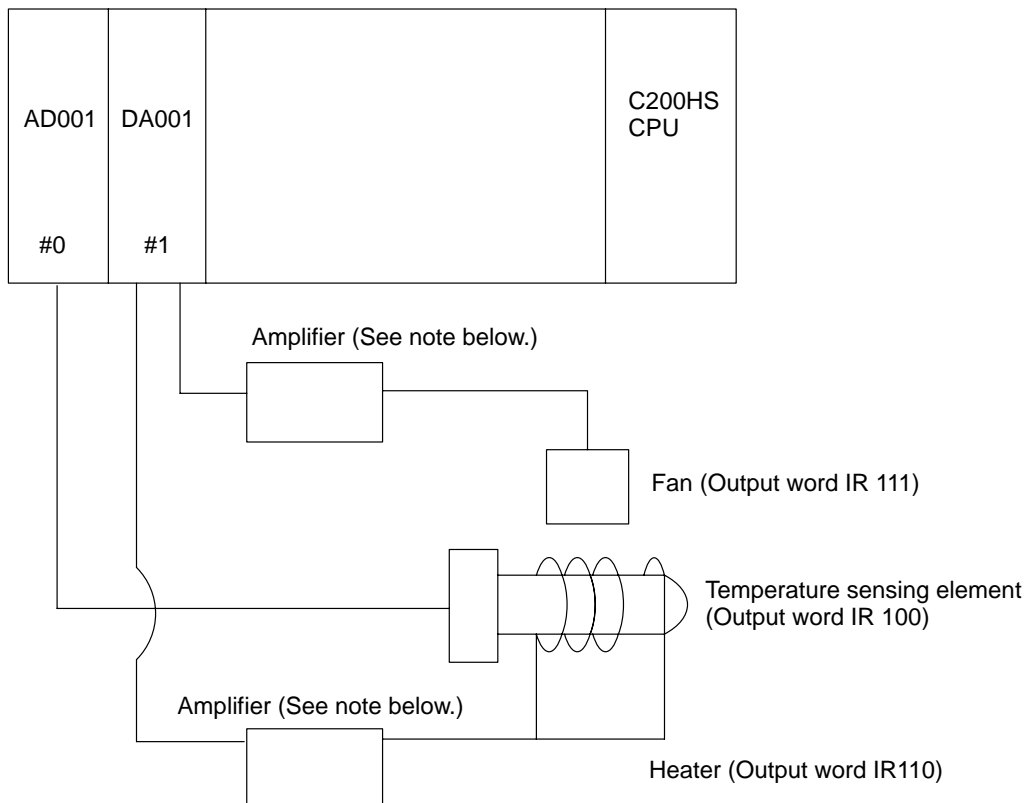 AD001
DA001
C200HS
CPU
#0
#1
Amplifier (See note below.)
Fan (Output word IR 111)
Temperature sensing element
(Output word IR 100)
Amplifier (See note below.)
Heater (Output word IR110)